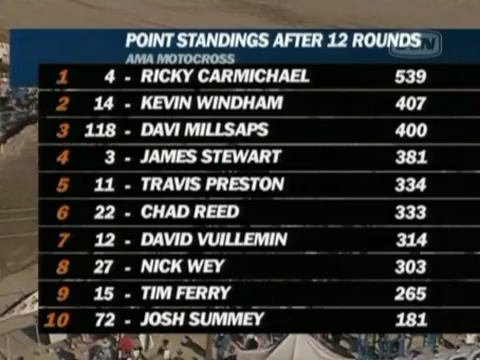 POINT STANDINGS AFTER 12 ROUNDS
AMA MOTOCROSS
1 4 - RICKY CARMICHAEL 539
2 14 - KEVIN WINDHAM 407
3 118 - DAVI MILLSAPS 400
4 3 - JAMES STEWART 381
5 11 - TRAVIS PRESTON 334
6 22 - CHAD REED 333
7 12 - DAVID VUILLEMIN 314
8 27 - NICK WEY 303
9 15 - TIM FERRY 265
10 72 - JOSH SUMMEY 181